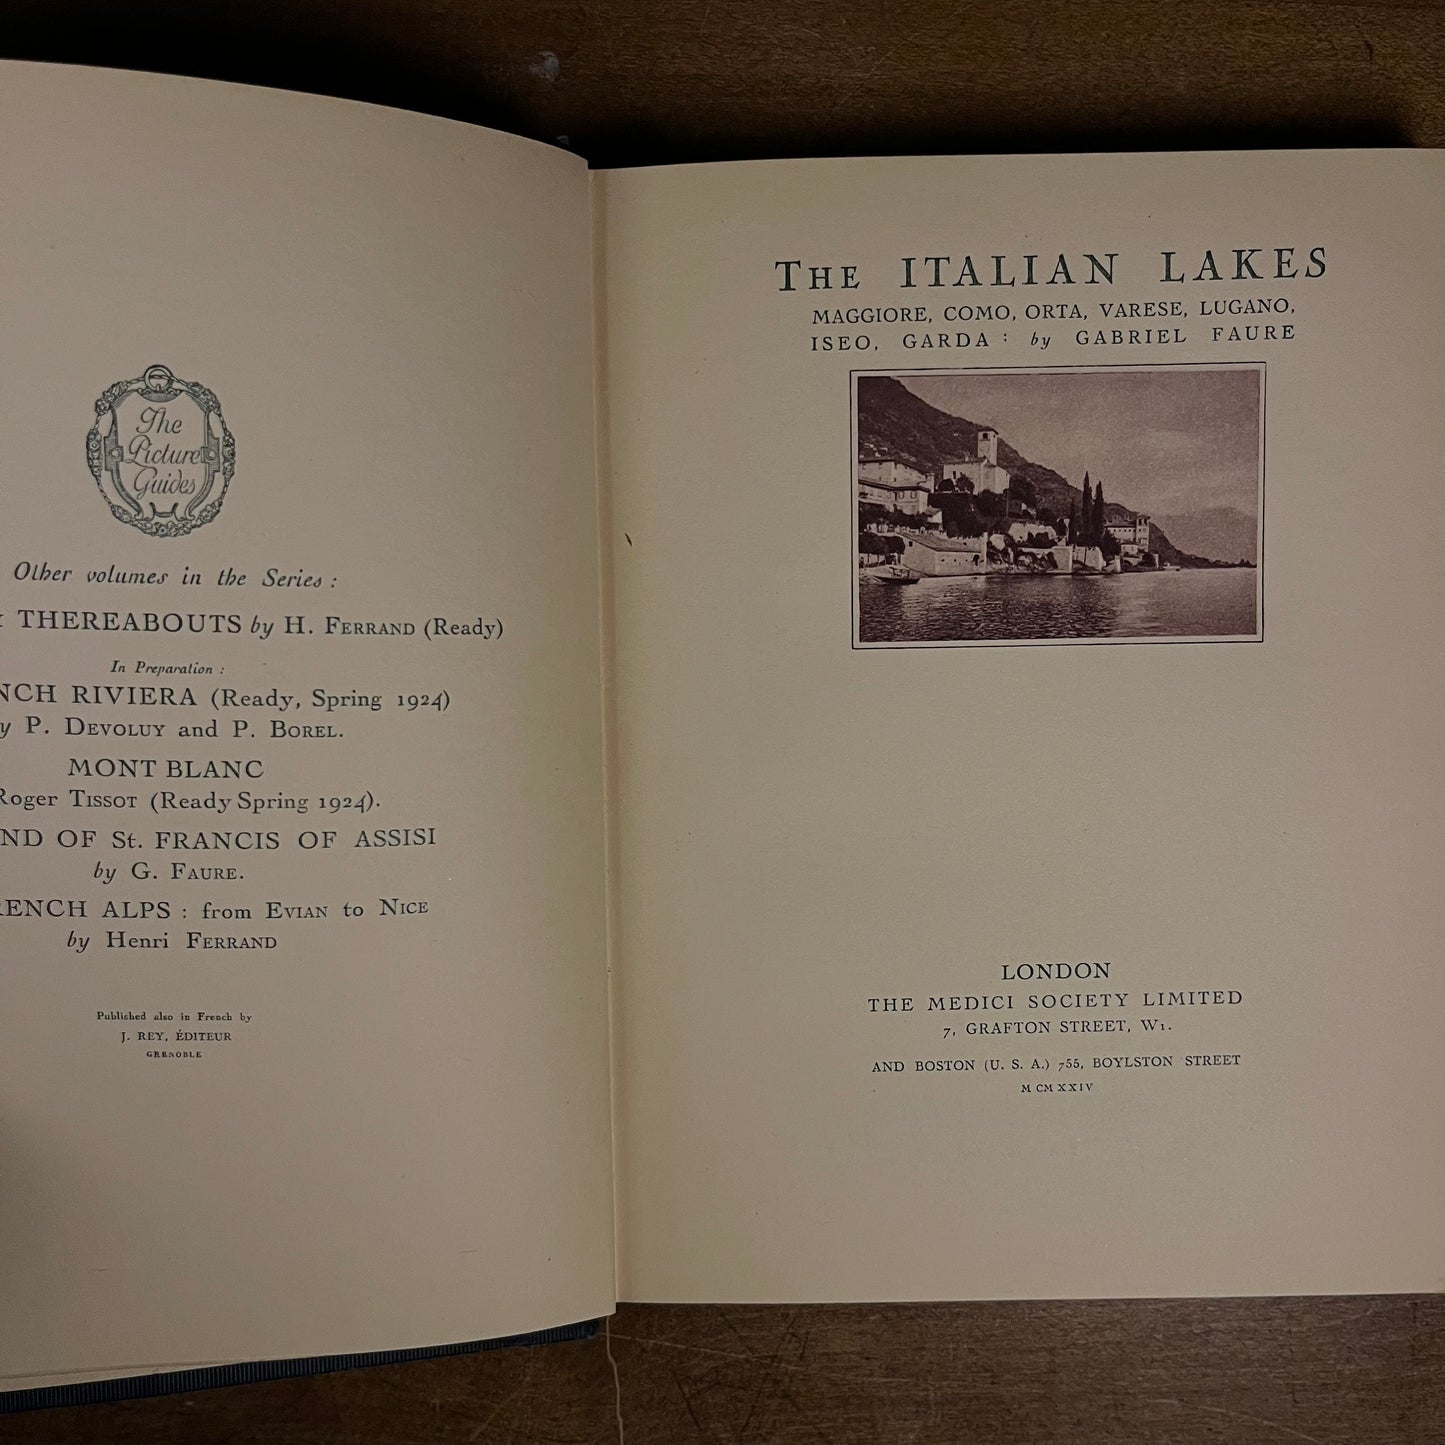 The
Picture
Guides
Other volumes in the Series :
THEREABOUTS by H. FERRAND (Ready)
In Preparation :
RIVIERA (Ready, Spring 1924)
P. DEVOLUY and P. BOREL.
MONT BLANC
Roger TISSOT (Ready Spring 1924).
OF St. FRANCIS OF ASSISI
by G. FAURE.
ALPS : from EVIAN to NICE
by Henri FERRAND
Published also in French by
J. REY, ÉDITEUR
GRENOBLE
THE ITALIAN LAKES
MAGGIORE, COMO, ORTA, VARESE, LUGANO,
ISEO, GARDA : by GABRIEL FAURE
LONDON
THE MEDICI SOCIETY LIMITED
7, GRAFTON STREET, W1.
AND BOSTON (U. S. A.) 755, BOYLSTON STREET
M CM XXIV